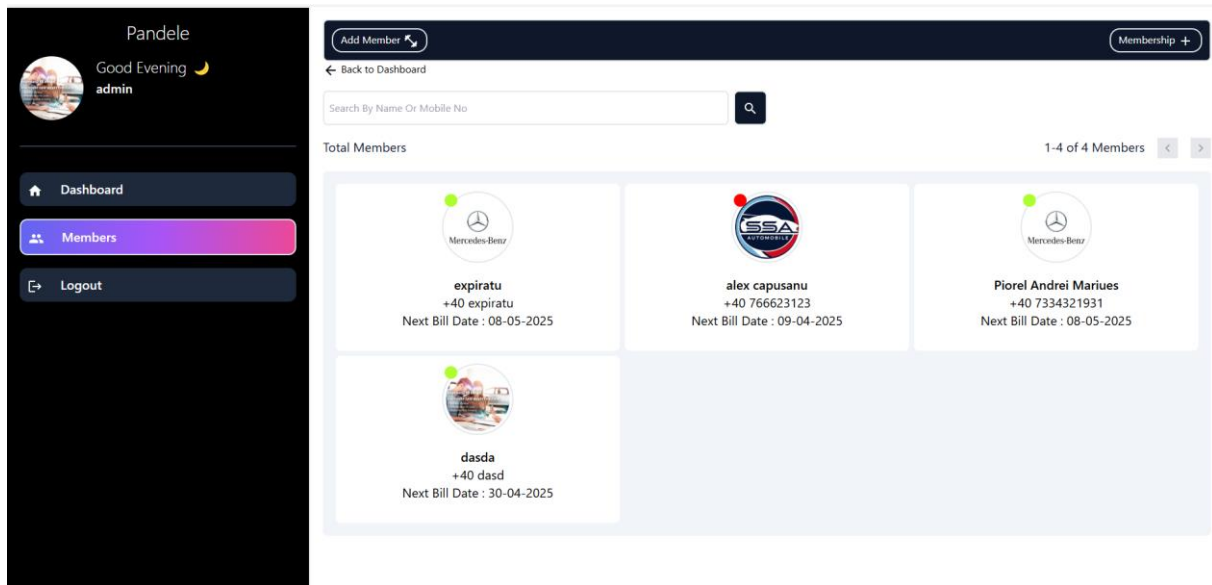 Pandele
Good Evening
admin
Dashboard
Members
Logout
Add Member
Membership +
Back to Dashboard
Search By Name Or Mobile No
Total Members
1-4 of 4 Members
Mercedes-Benz
expiratu
+40 expiratu
Next Bill Date : 08-05-2025
SSA
AUTOMOBILE
alex capusanu
+40 766623123
Next Bill Date : 09-04-2025
Mercedes-Benz
Piorel Andrei Mariues
+40 7334321931
Next Bill Date : 08-05-2025
dasda
+40 dasd
Next Bill Date : 30-04-2025